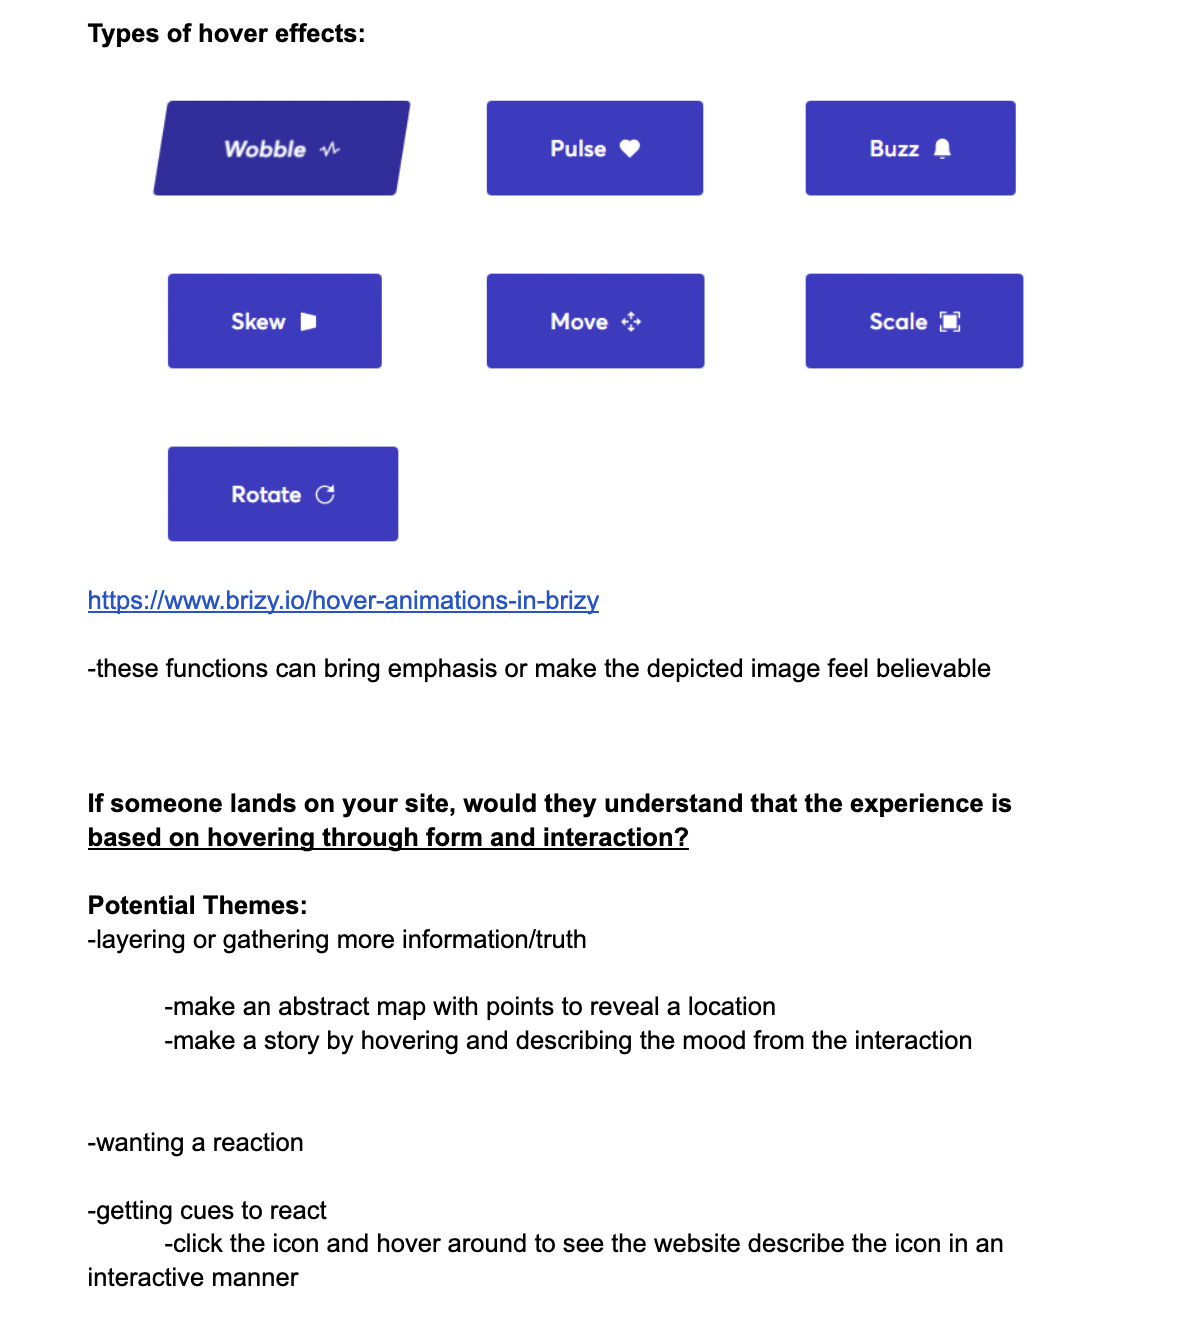 Types of hover effects:
Wobble
Pulse
Buzz
Skew
Move
Scale
Rotate
https://www.brizy.io/hover-animations-in-brizy
-these functions can bring emphasis or make the depicted image feel believable
If someone lands on your site, would they understand that the experience is
based on hovering through form and interaction?
Potential Themes:
-layering or gathering more information/truth
-make an abstract map with points to reveal a location
-make a story by hovering and describing the mood from the interaction
-wanting a reaction
-getting cues to react
-click the icon and hover around to see the website describe the icon in an
interactive manner